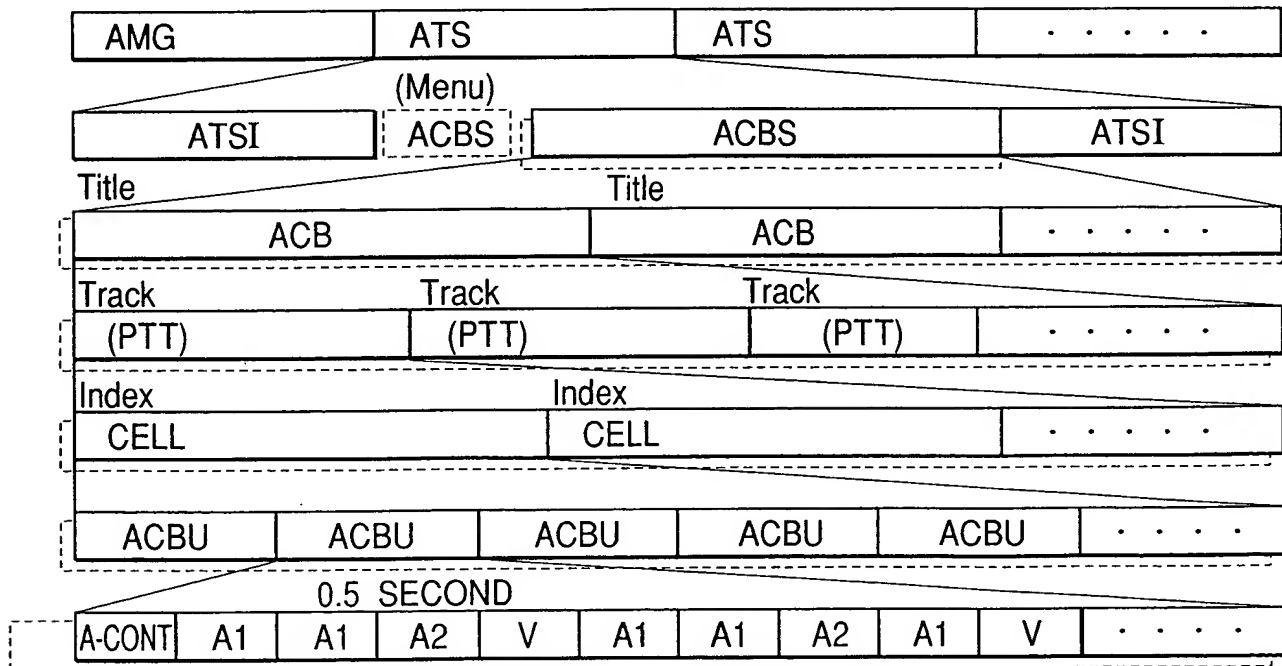 AMG ATS ATS · · · · ·
(Menu)
ATSI ACBS ACBS ATSI
Title Title
ACB ACB · · · · ·
Track Track Track
(PTT) (PTT) (PTT) · · · · ·
Index Index
CELL CELL · · · · ·
ACBU ACBU ACBU ACBU ACBU · · · ·
0.5 SECOND
A-CONT A1 A1 A2 V A1 A1 A2 A1 V · · · ·